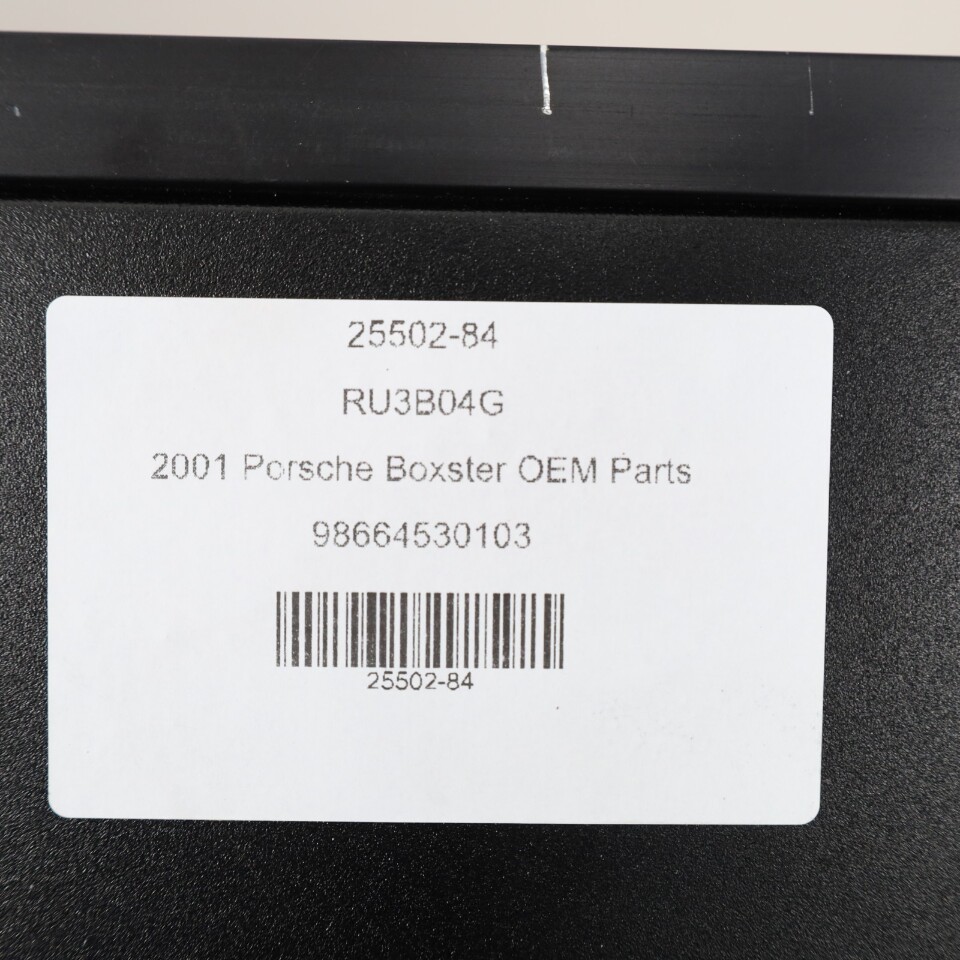 25502-84
RU3B04G
2001 Porsche Boxster OEM Parts
98664530103
25502-84